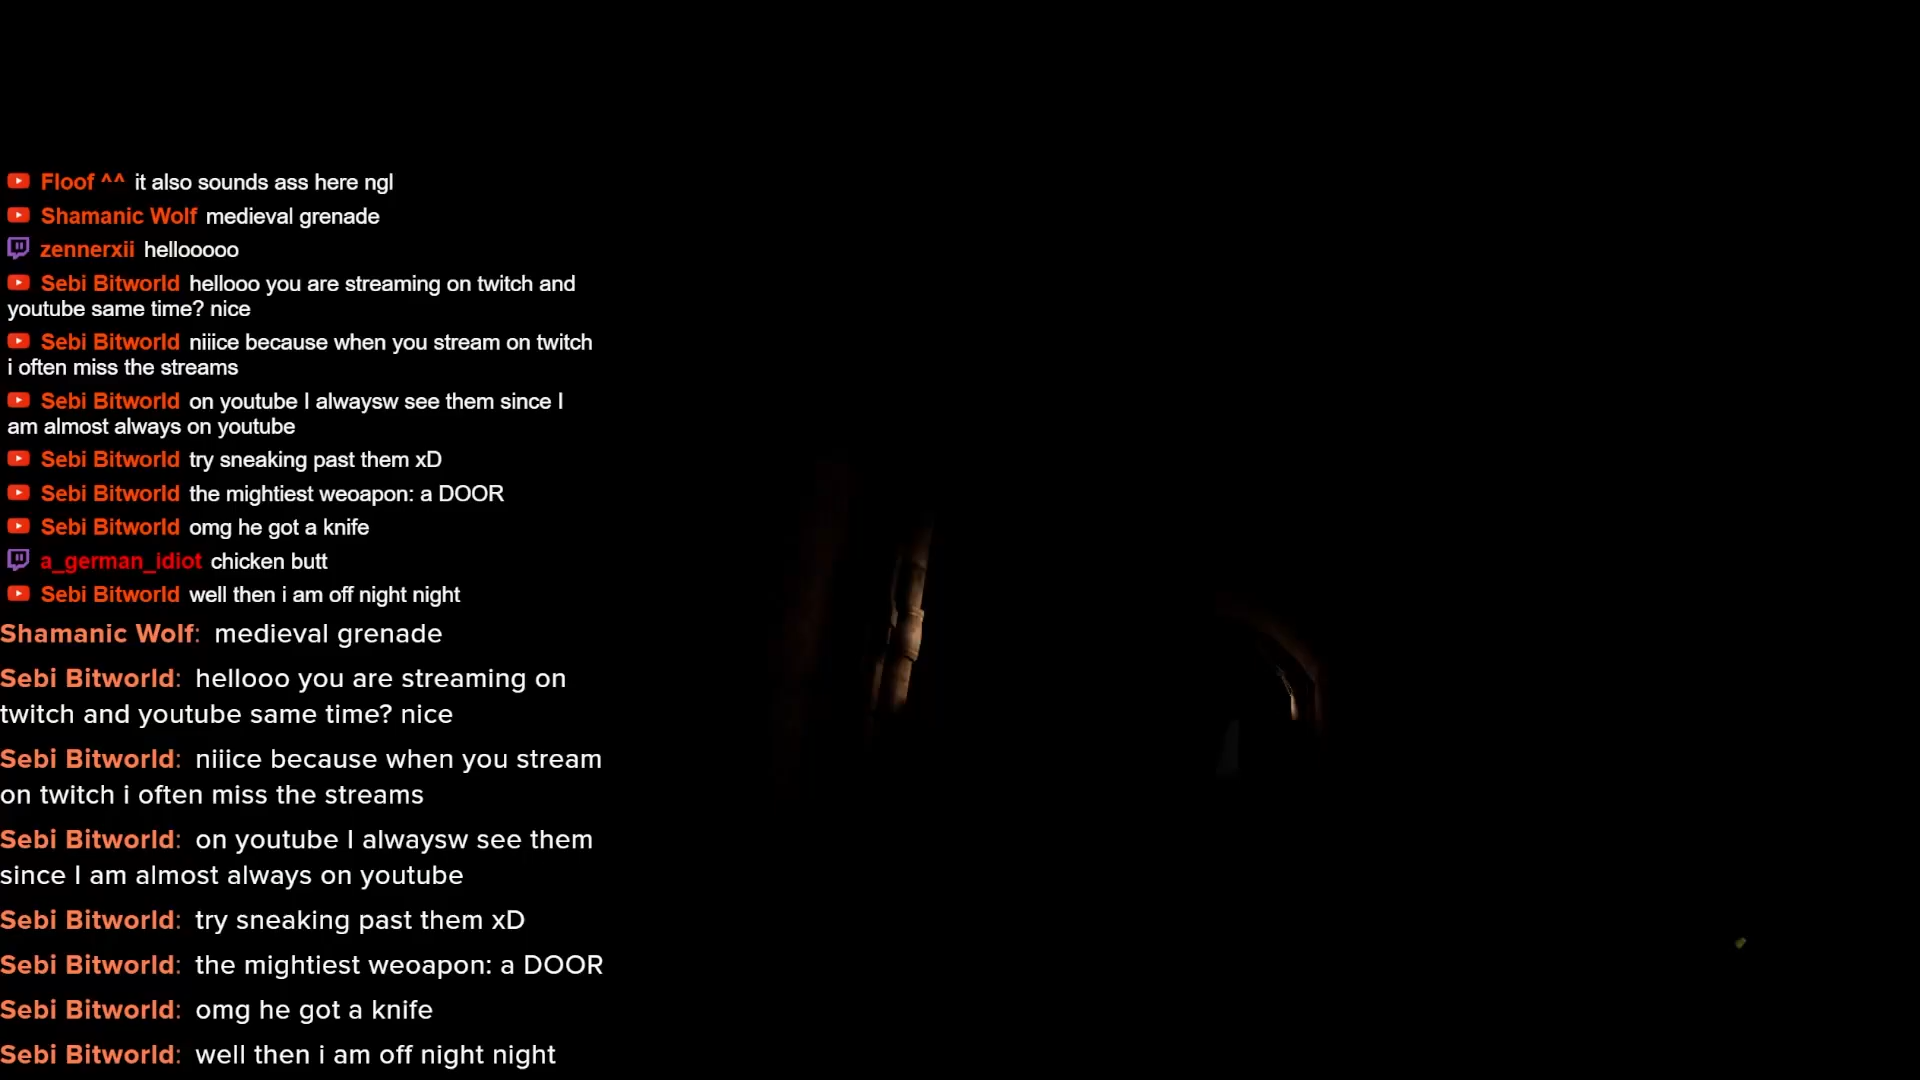 Floof ^^ it also sounds ass here ngl
Shamanic Wolf medieval grenade
zennerxii hellooooo
Sebi Bitworld hellooo you are streaming on twitch and
youtube same time? nice
Sebi Bitworld niiice because when you stream on twitch
i often miss the streams
Sebi Bitworld on youtube I alwaysw see them since I
am almost always on youtube
Sebi Bitworld try sneaking past them xD
Sebi Bitworld the mightiest weoapon: a DOOR
Sebi Bitworld omg he got a knife
a_german_idiot chicken butt
Sebi Bitworld well then i am off night night
Shamanic Wolf: medieval grenade
Sebi Bitworld: hellooo you are streaming on
twitch and youtube same time? nice
Sebi Bitworld: niiice because when you stream
on twitch i often miss the streams
Sebi Bitworld: on youtube I alwaysw see them
since I am almost always on youtube
Sebi Bitworld: try sneaking past them xD
Sebi Bitworld: the mightiest weoapon: a DOOR
Sebi Bitworld: omg he got a knife
Sebi Bitworld: well then i am off night night